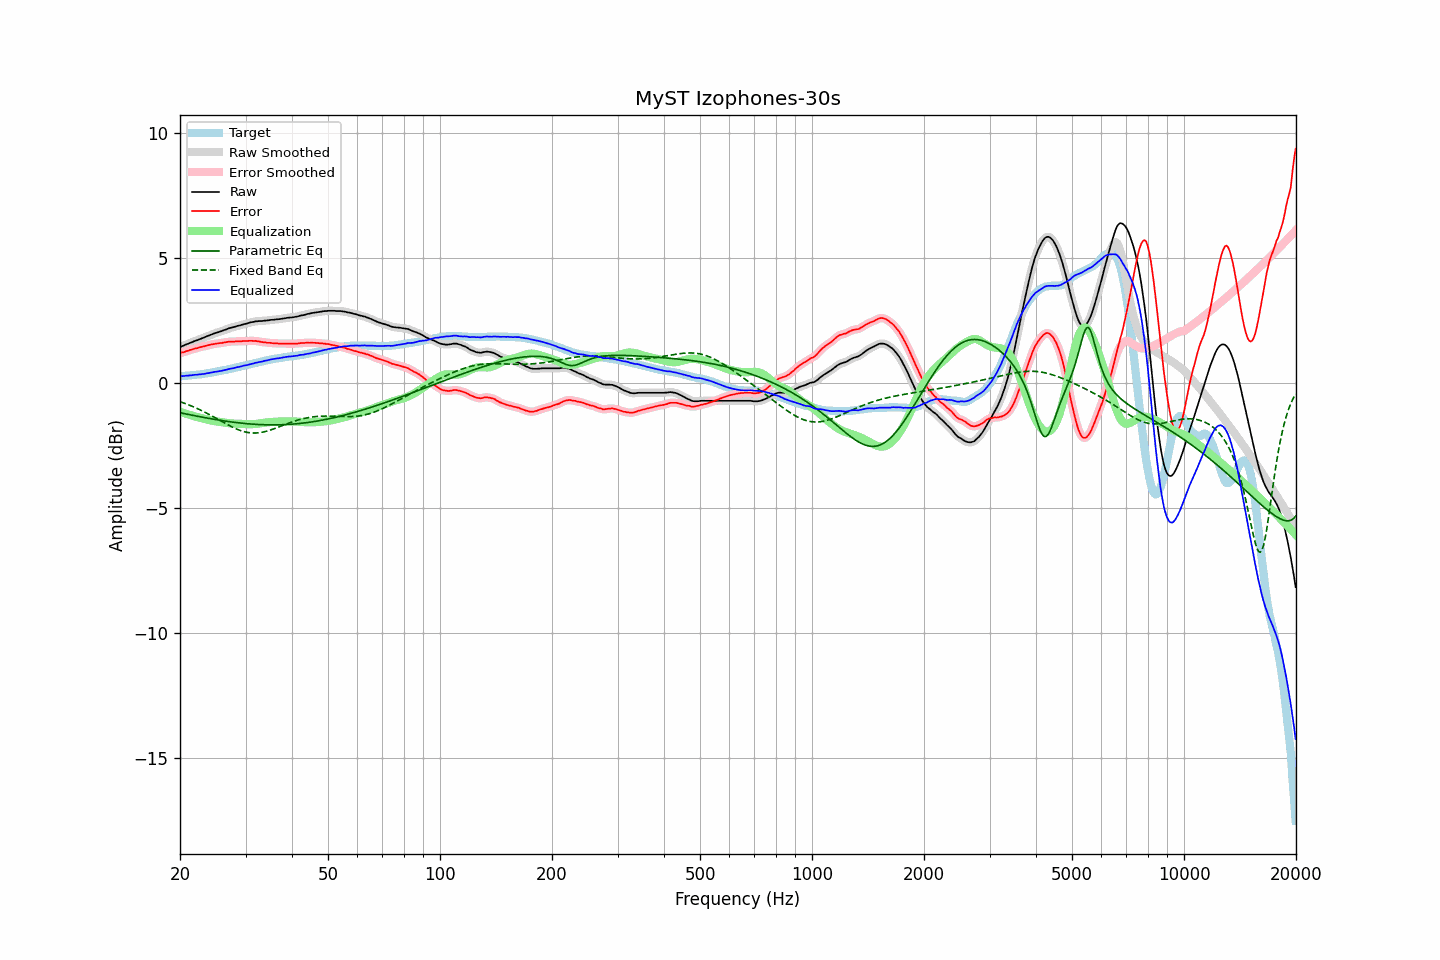 MyST Izophones-30s
Target
Raw Smoothed
Error Smoothed
Raw
Error
Equalization
Parametric Eq
Fixed Band Eq
Equalized
10
5
0
−5
−10
−15
Amplitude (dBr)
20 50 100 200 500 1000 2000 5000 10000 20000
Frequency (Hz)